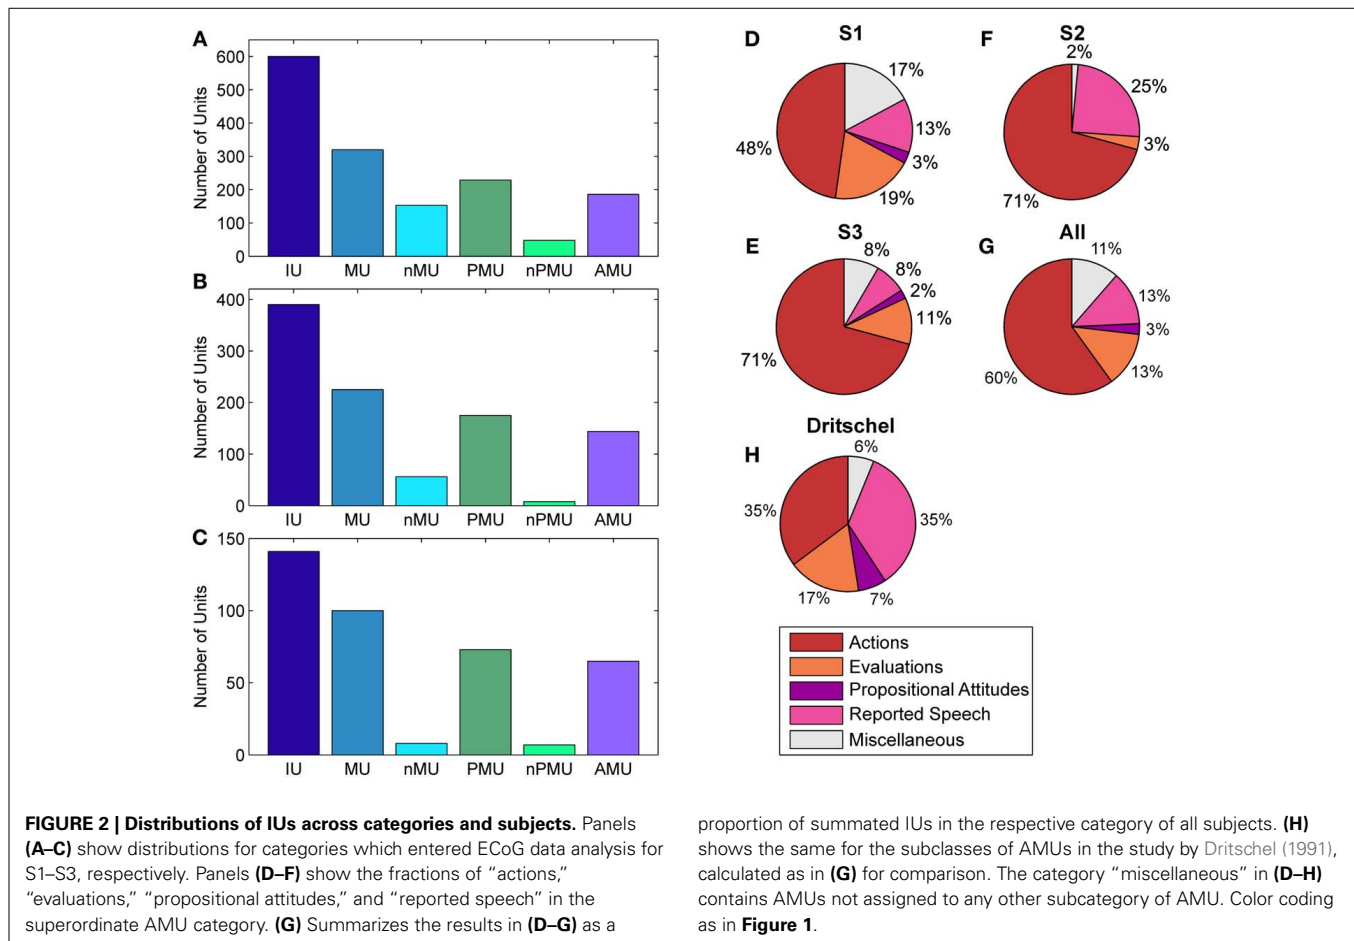 A
600
500
400
300
200
100
0
Number of Units
IU MU nMU PMU nPMU AMU
B
400
300
200
100
0
Number of Units
IU MU nMU PMU nPMU AMU
C
150
100
50
0
Number of Units
IU MU nMU PMU nPMU AMU
D
S1
17%
13%
3%
19%
48%
F
S2
2%
25%
3%
71%
E
S3
8%
8%
2%
11%
71%
G
All
11%
13%
3%
13%
60%
H
Dritschel
6%
35%
7%
17%
35%
Actions
Evaluations
Propositional Attitudes
Reported Speech
Miscellaneous
FIGURE 2 | Distributions of IUs across categories and subjects. Panels
(A–C) show distributions for categories which entered ECoG data analysis for
S1–S3, respectively. Panels (D–F) show the fractions of “actions,”
“evaluations,” “propositional attitudes,” and “reported speech” in the
superordinate AMU category. (G) Summarizes the results in (D–G) as a
proportion of summated IUs in the respective category of all subjects. (H)
shows the same for the subclasses of AMUs in the study by Dritschel (1991),
calculated as in (G) for comparison. The category “miscellaneous” in (D–H)
contains AMUs not assigned to any other subcategory of AMU. Color coding
as in Figure 1.